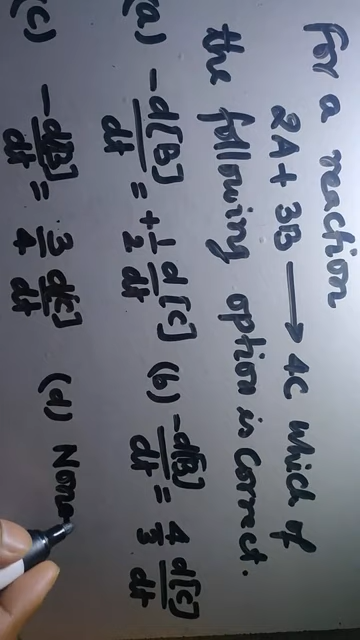 For a reaction
2A + 3B ⟶ 4C which of
the following option is correct.
(a) -d[B]/dt = +1/2 d[C]/dt (b) -d[B]/dt = 4/3 d[C]/dt
(c) -d[B]/dt = 3/4 d[C]/dt (d) None